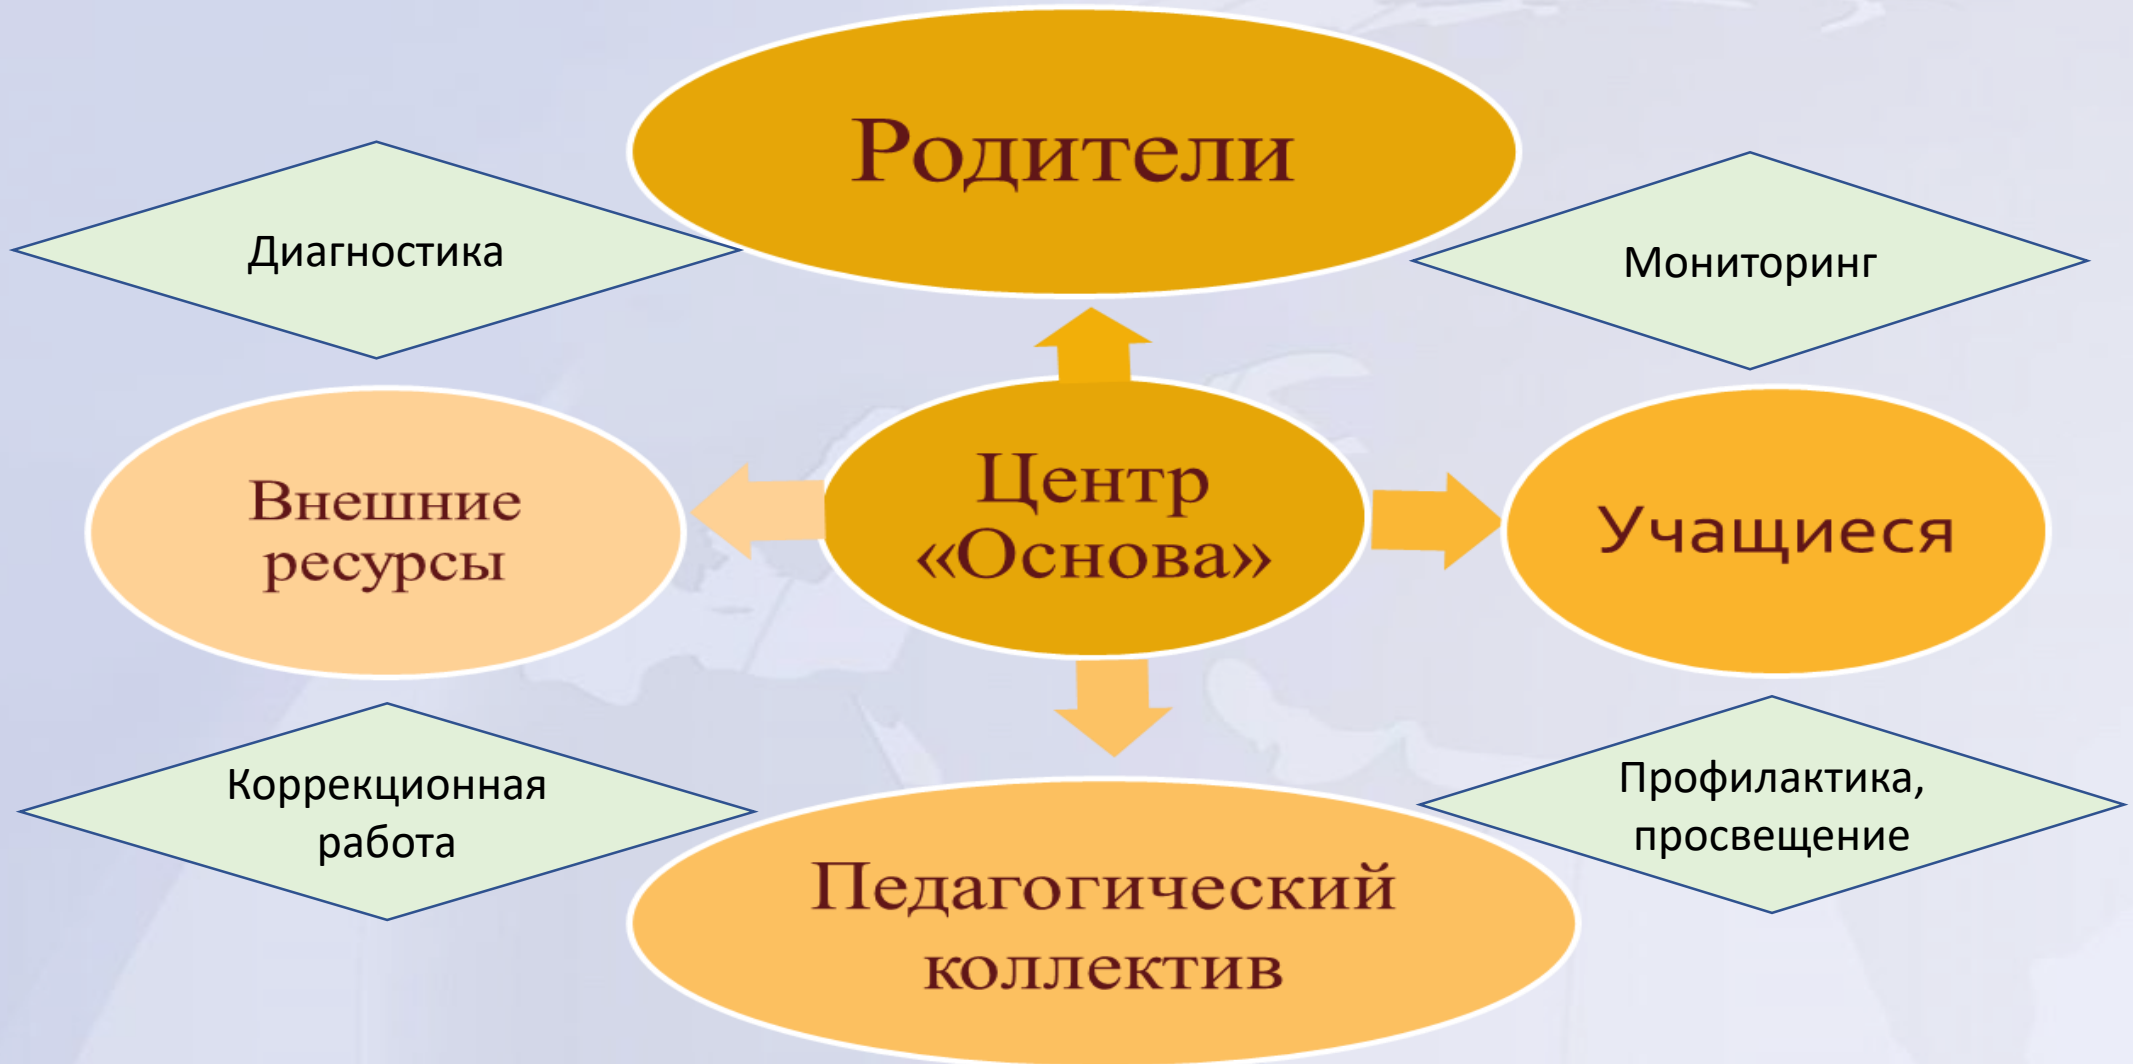 Родители
Диагностика
Мониторинг
Внешние
ресурсы
Центр
«Основа»
Учащиеся
Коррекционная
работа
Профилактика,
просвещение
Педагогический
коллектив